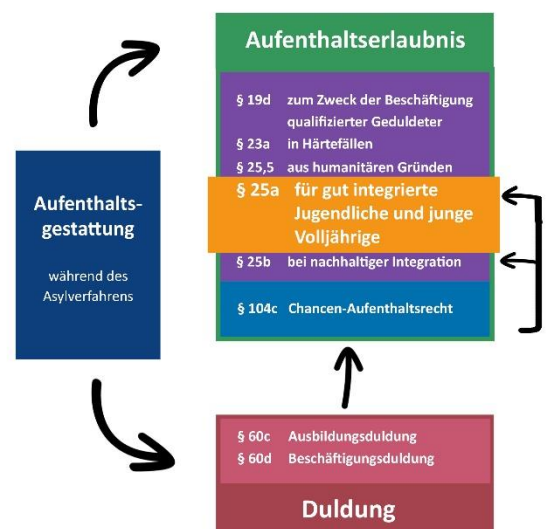 Aufenthaltserlaubnis
§ 19d zum Zweck der Beschäftigung
qualifizierter Geduldeter
§ 23a in Härtefällen
§ 25,5 aus humanitären Gründen
§ 25a für gut integrierte
Jugendliche und junge
Volljährige
§ 25b bei nachhaltiger Integration
§ 104c Chancen-Aufenthaltsrecht
Aufenthalts-
gestattung
während des
Asylverfahrens
§ 60c Ausbildungsduldung
§ 60d Beschäftigungsduldung
Duldung